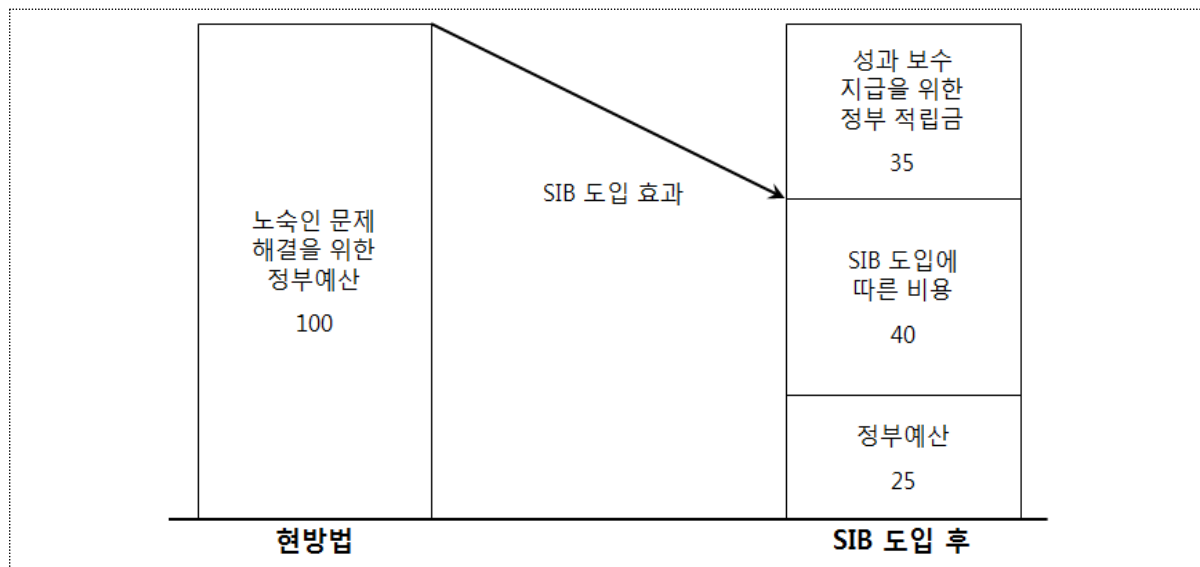 노숙인 문제
해결을 위한
정부예산
100
SIB 도입 효과
성과 보수
지급을 위한
정부 적립금
35
SIB 도입에
따른 비용
40
정부예산
25
현방법
SIB 도입 후